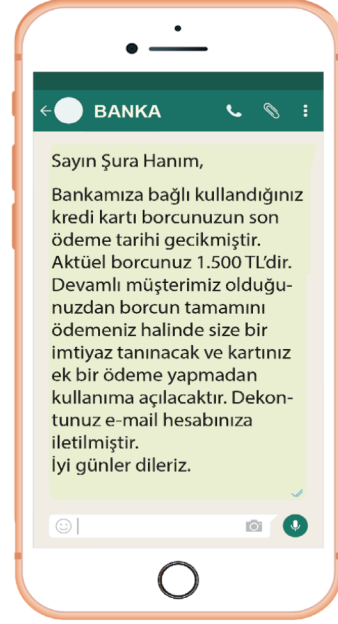 BANKA
Sayın Şura Hanım,
Bankamıza bağlı kullandığınız
kredi kartı borcunuzun son
ödeme tarihi gecikmiştir.
Aktüel borcunuz 1.500 TL’dir.
Devamlı müşterimiz olduğu-
nuzdan borcun tamamını
ödemeniz halinde size bir
imtiyaz tanınacak ve kartınız
ek bir ödeme yapmadan
kullanıma açılacaktır. Dekon-
tunuz e-mail hesabınıza
iletilmiştir.
İyi günler dileriz.